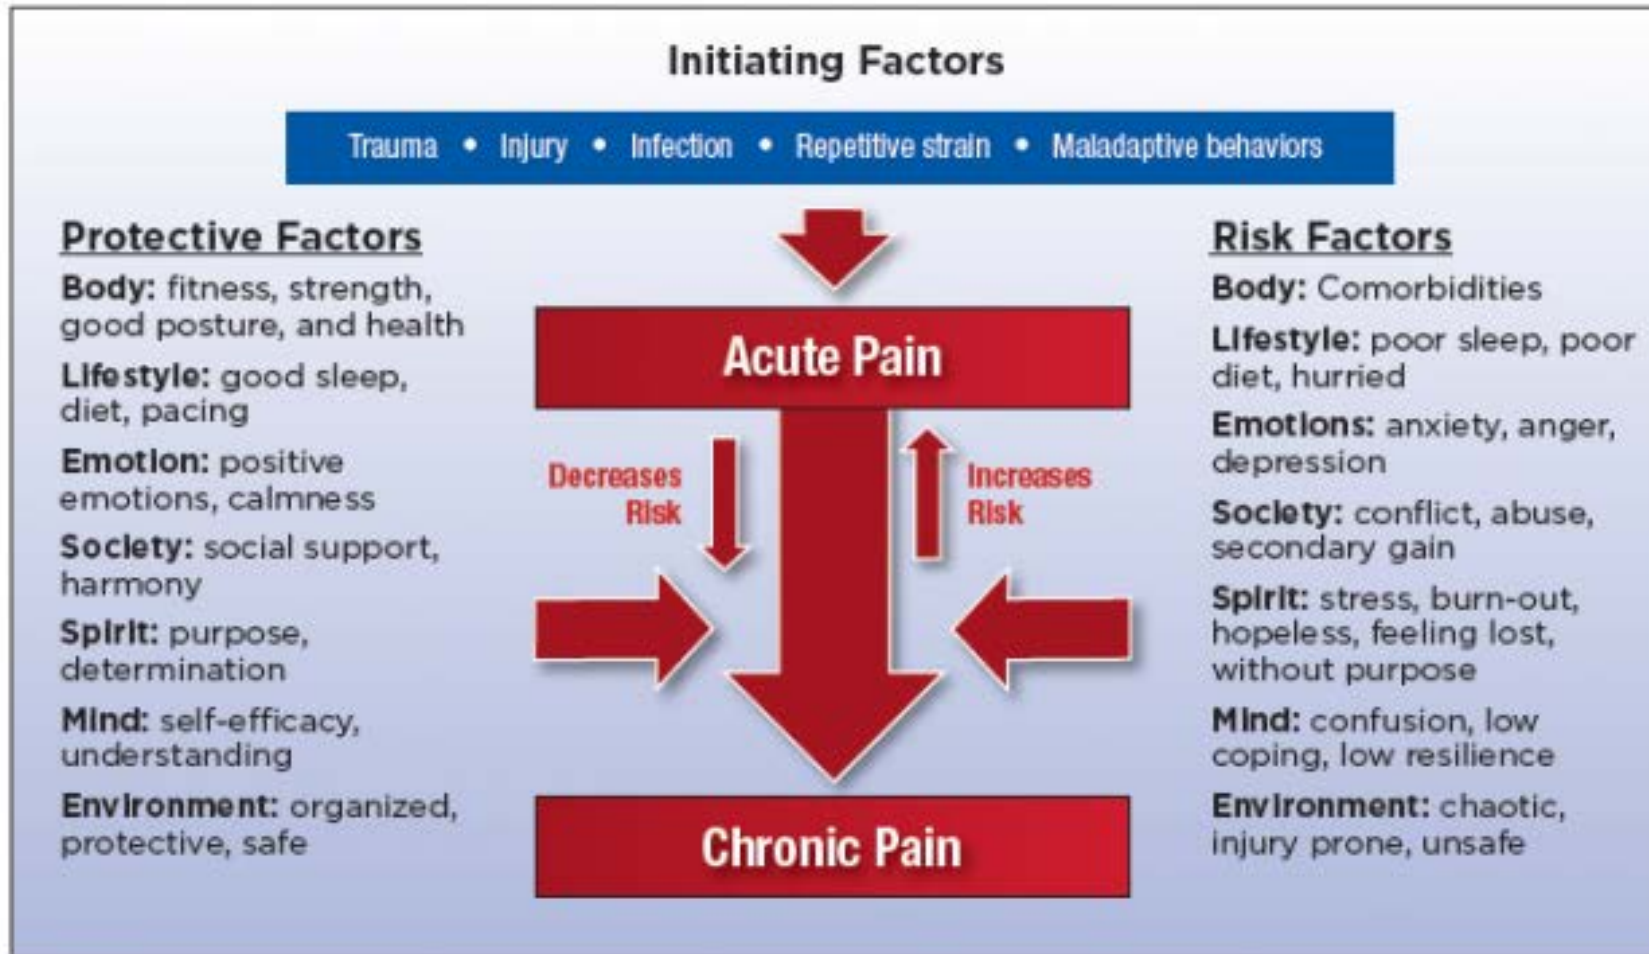 Initiating Factors
Trauma • Injury • Infection • Repetitive strain • Maladaptive behaviors
Protective Factors
Body: fitness, strength,
good posture, and health
Lifestyle: good sleep,
diet, pacing
Emotion: positive
emotions, calmness
Society: social support,
harmony
Spirit: purpose,
determination
Mind: self-efficacy,
understanding
Environment: organized,
protective, safe
Acute Pain
Decreases
Risk
Increases
Risk
Chronic Pain
Risk Factors
Body: Comorbidities
Lifestyle: poor sleep, poor
diet, hurried
Emotions: anxiety, anger,
depression
Society: conflict, abuse,
secondary gain
Spirit: stress, burn-out,
hopeless, feeling lost,
without purpose
Mind: confusion, low
coping, low resilience
Environment: chaotic,
injury prone, unsafe